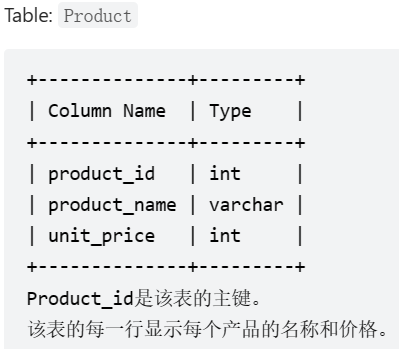 Table: Product
+--------------+---------+
| Column Name  | Type    |
+--------------+---------+
| product_id   | int     |
| product_name | varchar |
| unit_price   | int     |
+--------------+---------+
Product_id是该表的主键。
该表的每一行显示每个产品的名称和价格。